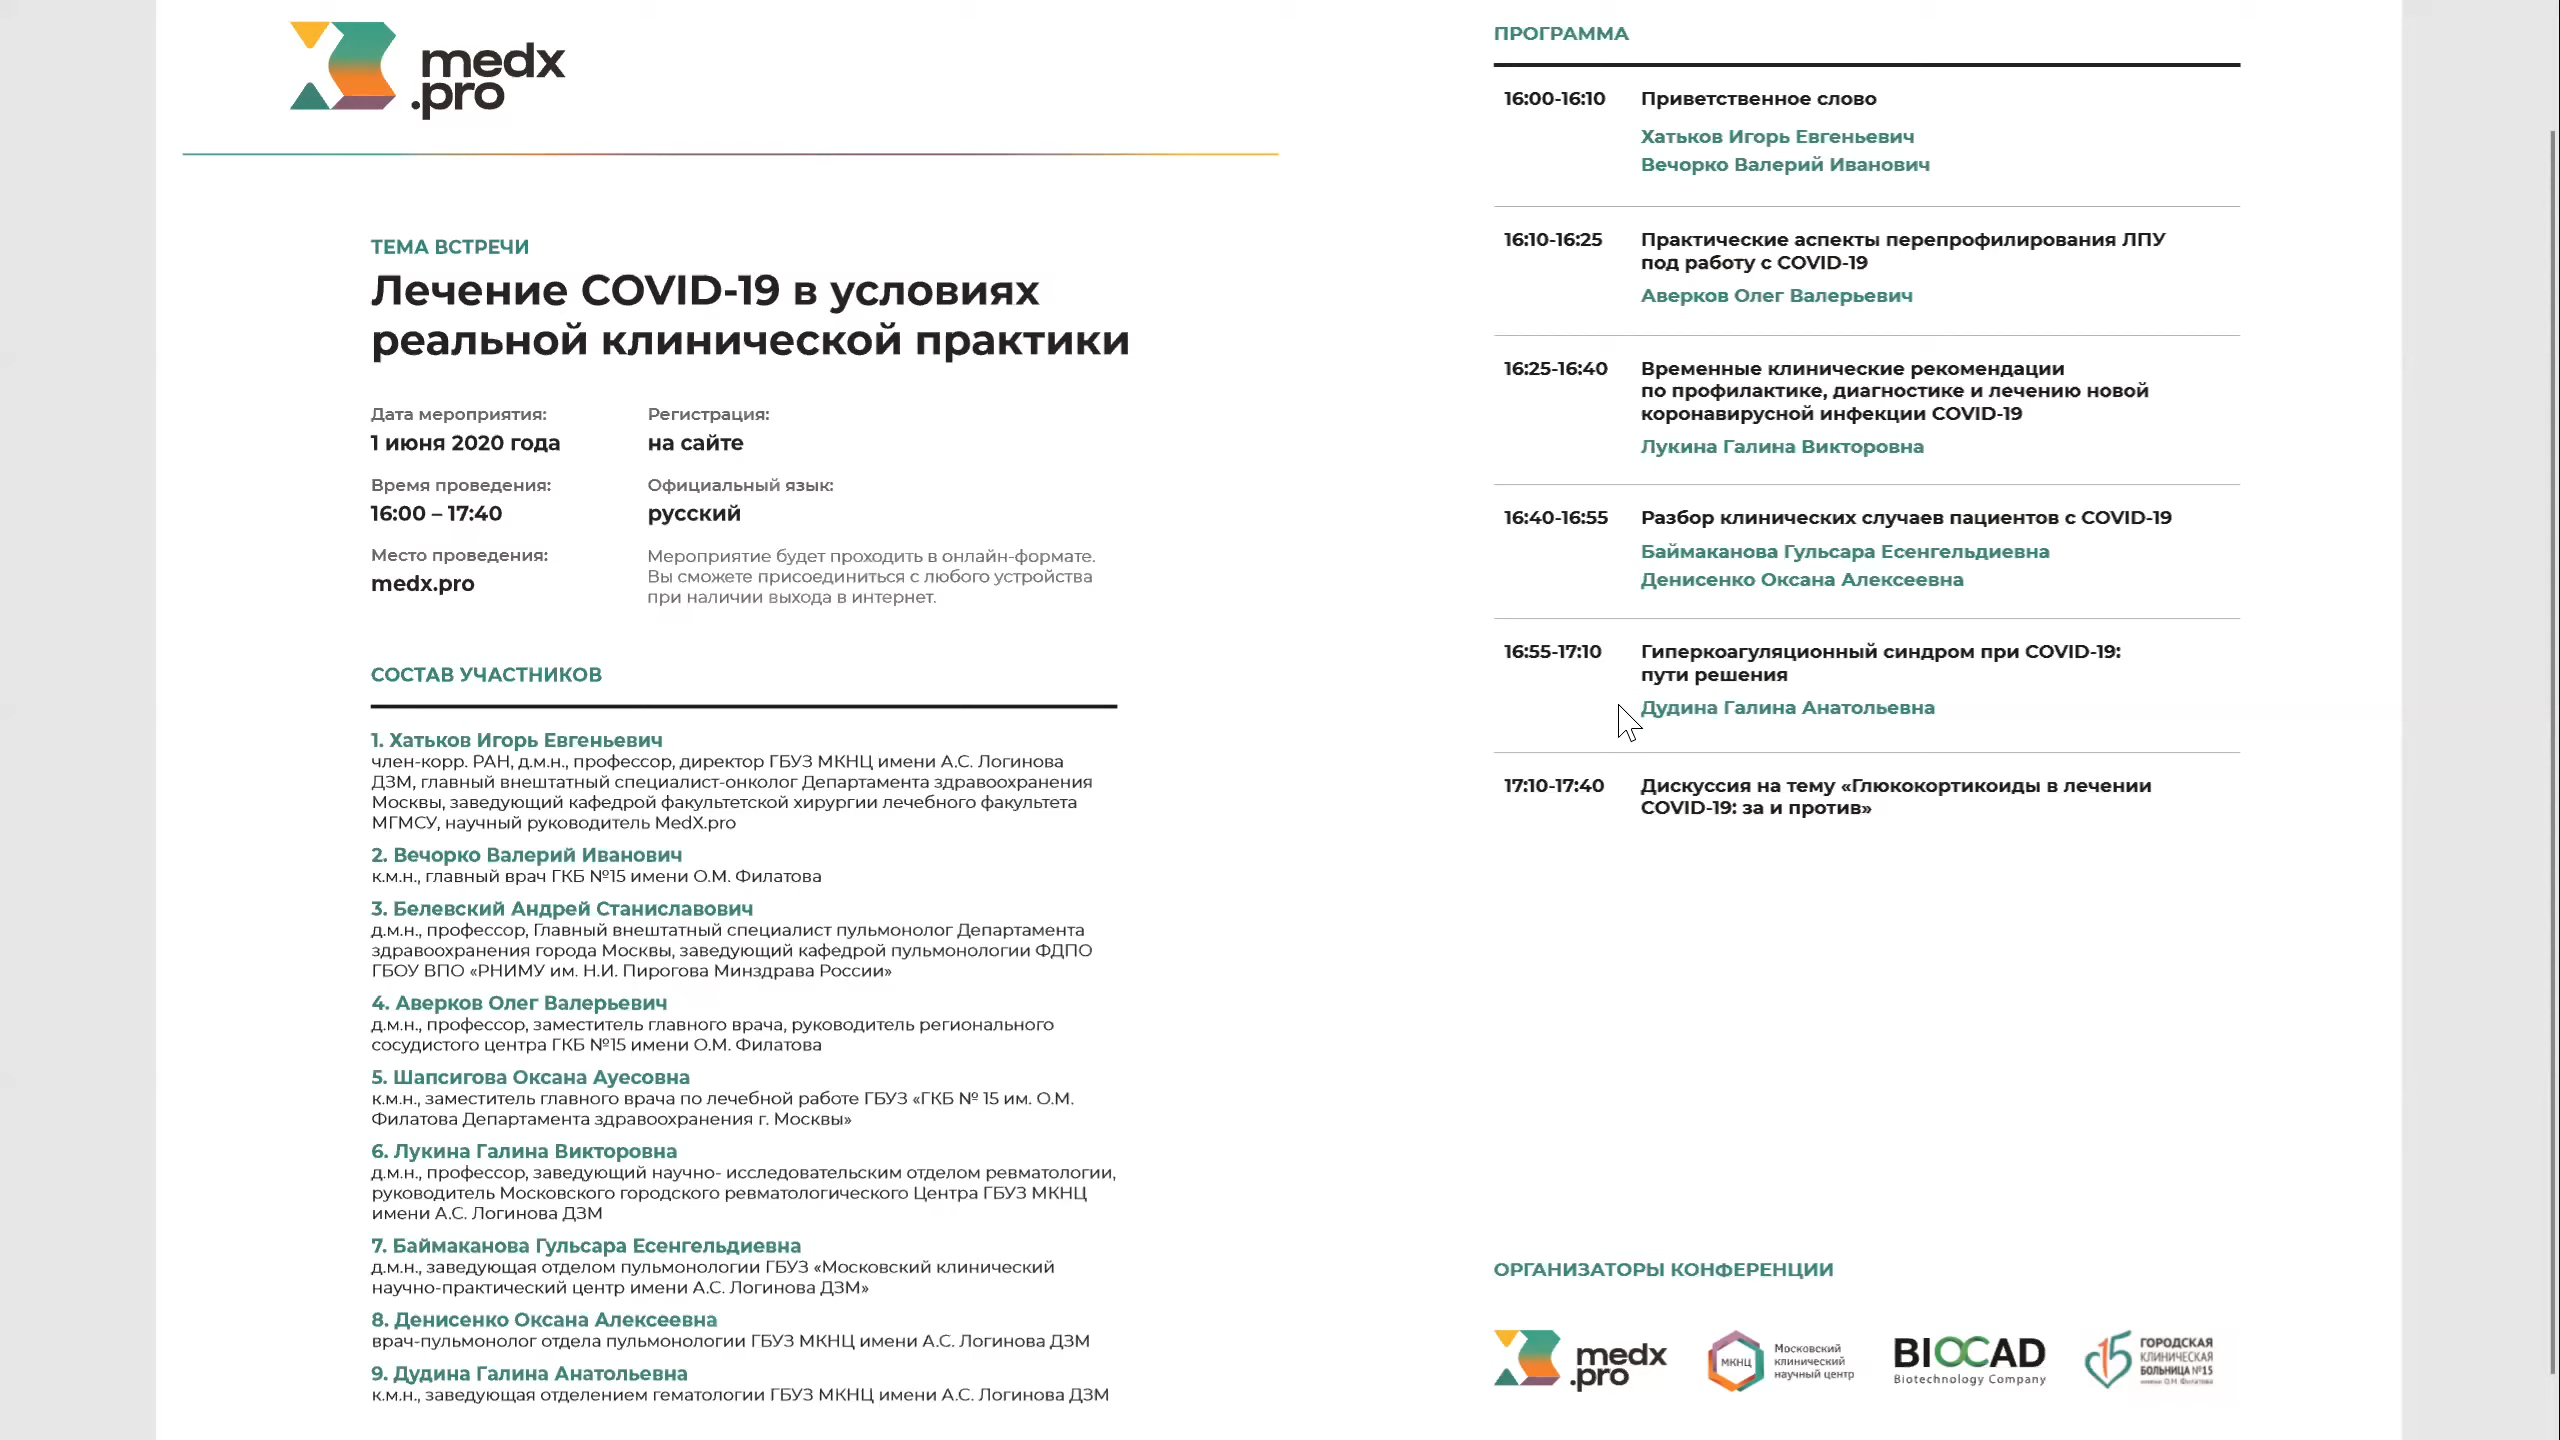 medx
.pro
ТЕМА ВСТРЕЧИ
Лечение COVID-19 в условиях
реальной клинической практики
Дата мероприятия:
1 июня 2020 года
Регистрация:
на сайте
Время проведения:
16:00 – 17:40
Официальный язык:
русский
Место проведения:
medx.pro
Мероприятие будет проходить в онлайн-формате.
Вы сможете присоединиться с любого устройства
при наличии выхода в интернет.
СОСТАВ УЧАСТНИКОВ
1. Хатьков Игорь Евгеньевич
член-корр. РАН, д.м.н., профессор, директор ГБУЗ МКНЦ имени А.С. Логинова
ДЗМ, главный внештатный специалист-онколог Департамента здравоохранения
Москвы, заведующий кафедрой факультетской хирургии лечебного факультета
МГМСУ, научный руководитель MedX.pro
2. Вечорко Валерий Иванович
к.м.н., главный врач ГКБ №15 имени О.М. Филатова
3. Белевский Андрей Станиславович
д.м.н., профессор, Главный внештатный специалист пульмонолог Департамента
здравоохранения города Москвы, заведующий кафедрой пульмонологии ФДПО
ГБОУ ВПО «РНИМУ им. Н.И. Пирогова Минздрава России»
4. Аверков Олег Валерьевич
д.м.н., профессор, заместитель главного врача, руководитель регионального
сосудистого центра ГКБ №15 имени О.М. Филатова
5. Шапсигова Оксана Ауесовна
к.м.н., заместитель главного врача по лечебной работе ГБУЗ «ГКБ № 15 им. О.М.
Филатова Департамента здравоохранения г. Москвы»
6. Лукина Галина Викторовна
д.м.н., профессор, заведующий научно- исследовательским отделом ревматологии,
руководитель Московского городского ревматологического Центра ГБУЗ МКНЦ
имени А.С. Логинова ДЗМ
7. Баймаканова Гульсара Есенгельдиевна
д.м.н., заведующая отделом пульмонологии ГБУЗ «Московский клинический
научно-практический центр имени А.С. Логинова ДЗМ»
8. Денисенко Оксана Алексеевна
врач-пульмонолог отдела пульмонологии ГБУЗ МКНЦ имени А.С. Логинова ДЗМ
9. Дудина Галина Анатольевна
к.м.н., заведующая отделением гематологии ГБУЗ МКНЦ имени А.С. Логинова ДЗМ
ПРОГРАММА
16:00-16:10 Приветственное слово
Хатьков Игорь Евгеньевич
Вечорко Валерий Иванович
16:10-16:25 Практические аспекты перепрофилирования ЛПУ
под работу с COVID-19
Аверков Олег Валерьевич
16:25-16:40 Временные клинические рекомендации
по профилактике, диагностике и лечению новой
коронавирусной инфекции COVID-19
Лукина Галина Викторовна
16:40-16:55 Разбор клинических случаев пациентов с COVID-19
Баймаканова Гульсара Есенгельдиевна
Денисенко Оксана Алексеевна
16:55-17:10 Гиперкоагуляционный синдром при COVID-19:
пути решения
Дудина Галина Анатольевна
17:10-17:40 Дискуссия на тему «Глюкокортикоиды в лечении
COVID-19: за и против»
ОРГАНИЗАТОРЫ КОНФЕРЕНЦИИ
medx
.pro
МКНЦ
Московский
клинический
научный центр
BIOCAD
Biotechnology Company
15
ГОРОДСКАЯ
КЛИНИЧЕСКАЯ
БОЛЬНИЦА №15
имени О.М. Филатова